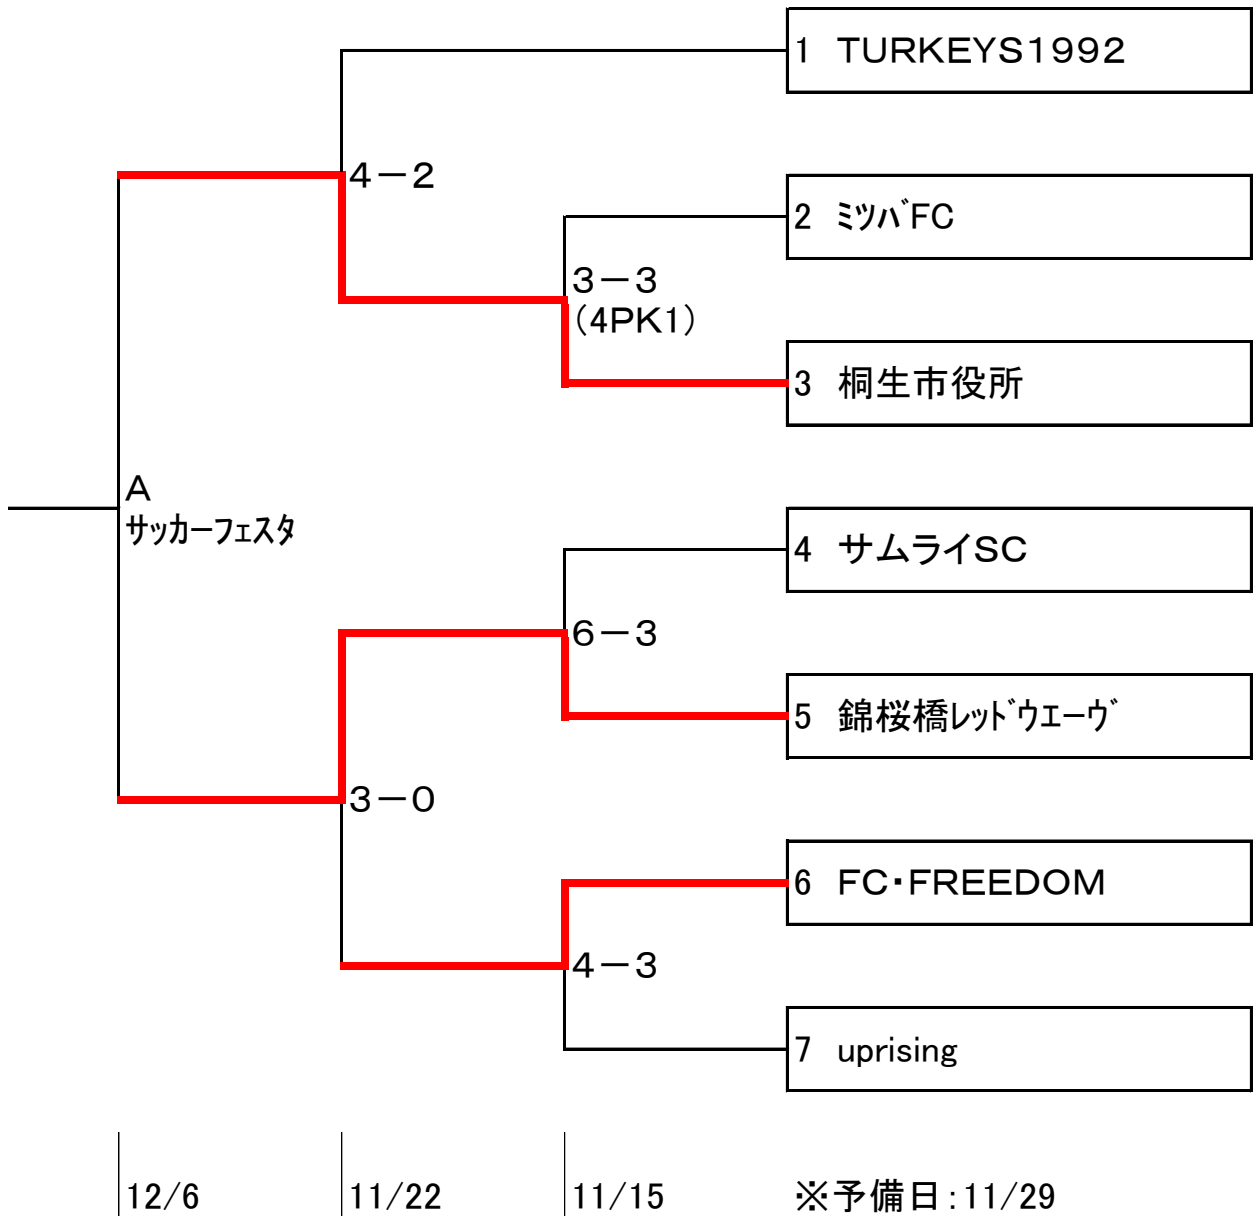 1 TURKEYS1992
4－2
2 ﾐﾂﾊﾞFC
3－3
(4PK1)
3 桐生市役所
A
ｻｯｶｰﾌｪｽﾀ
4 サムライSC
6－3
5 錦桜橋ﾚｯﾄﾞｳｴｰｳﾞ
3－0
6 FC・FREEDOM
4－3
7 uprising
12/6 11/22 11/15 ※予備日：11/29